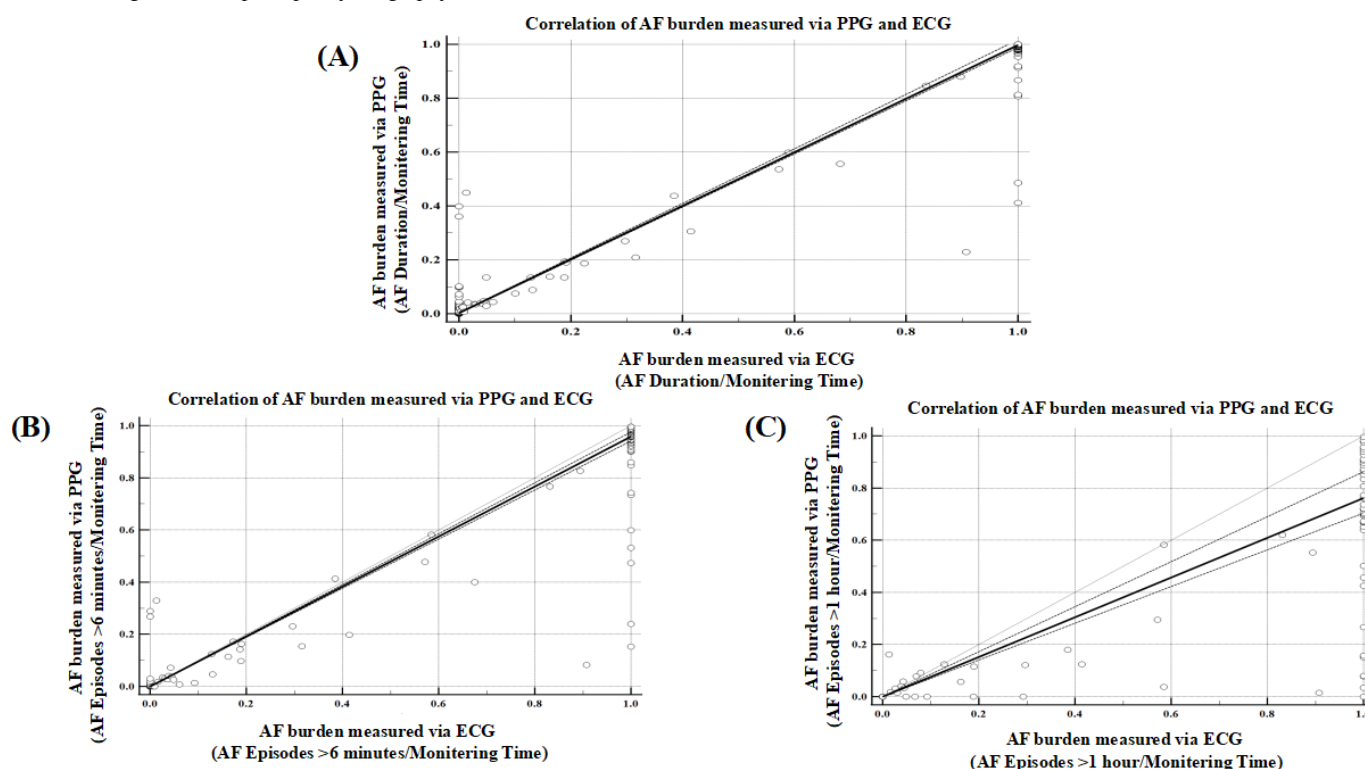 Correlation of AF burden measured via PPG and ECG
(A)
AF burden measured via PPG
(AF Duration/Monitering Time)
1.0
0.8
0.6
0.4
0.2
0.0
0.0 0.2 0.4 0.6 0.8 1.0
AF burden measured via ECG
(AF Duration/Monitering Time)
Correlation of AF burden measured via PPG and ECG
(B)
AF burden measured via PPG
(AF Episodes >6 minutes/Monitering Time)
1.0
0.8
0.6
0.4
0.2
0.0
0.0 0.2 0.4 0.6 0.8 1.0
AF burden measured via ECG
(AF Episodes >6 minutes/Monitering Time)
Correlation of AF burden measured via PPG and ECG
(C)
AF burden measured via PPG
(AF Episodes >1 hour/Monitering Time)
1.0
0.8
0.6
0.4
0.2
0.0
0.0 0.2 0.4 0.6 0.8 1.0
AF burden measured via ECG
(AF Episodes >1 hour/Monitering Time)